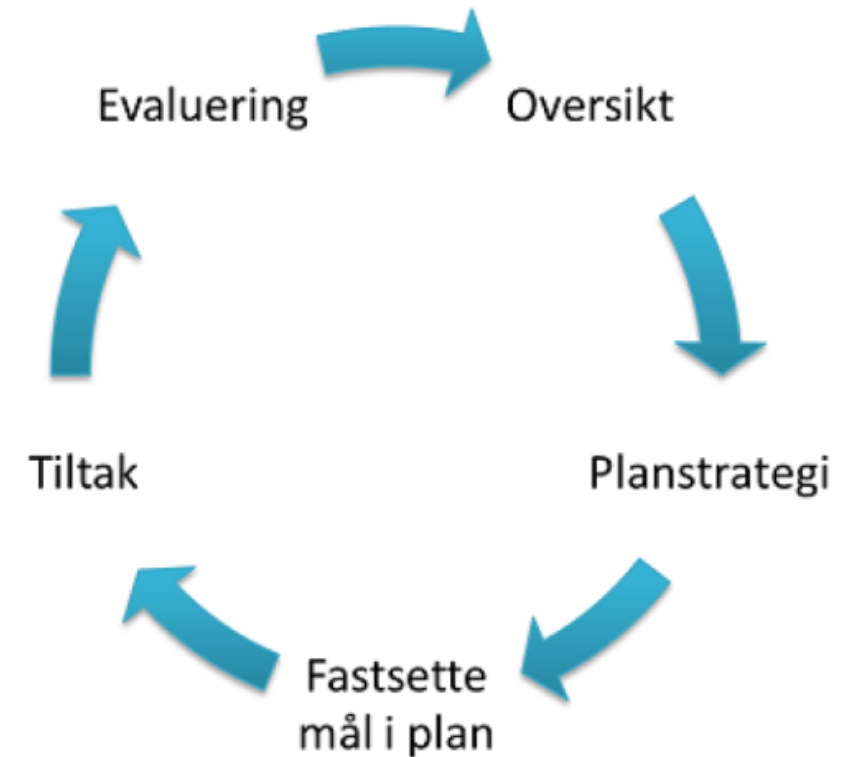 Evaluering
Oversikt
Planstrategi
Fastsette
mål i plan
Tiltak